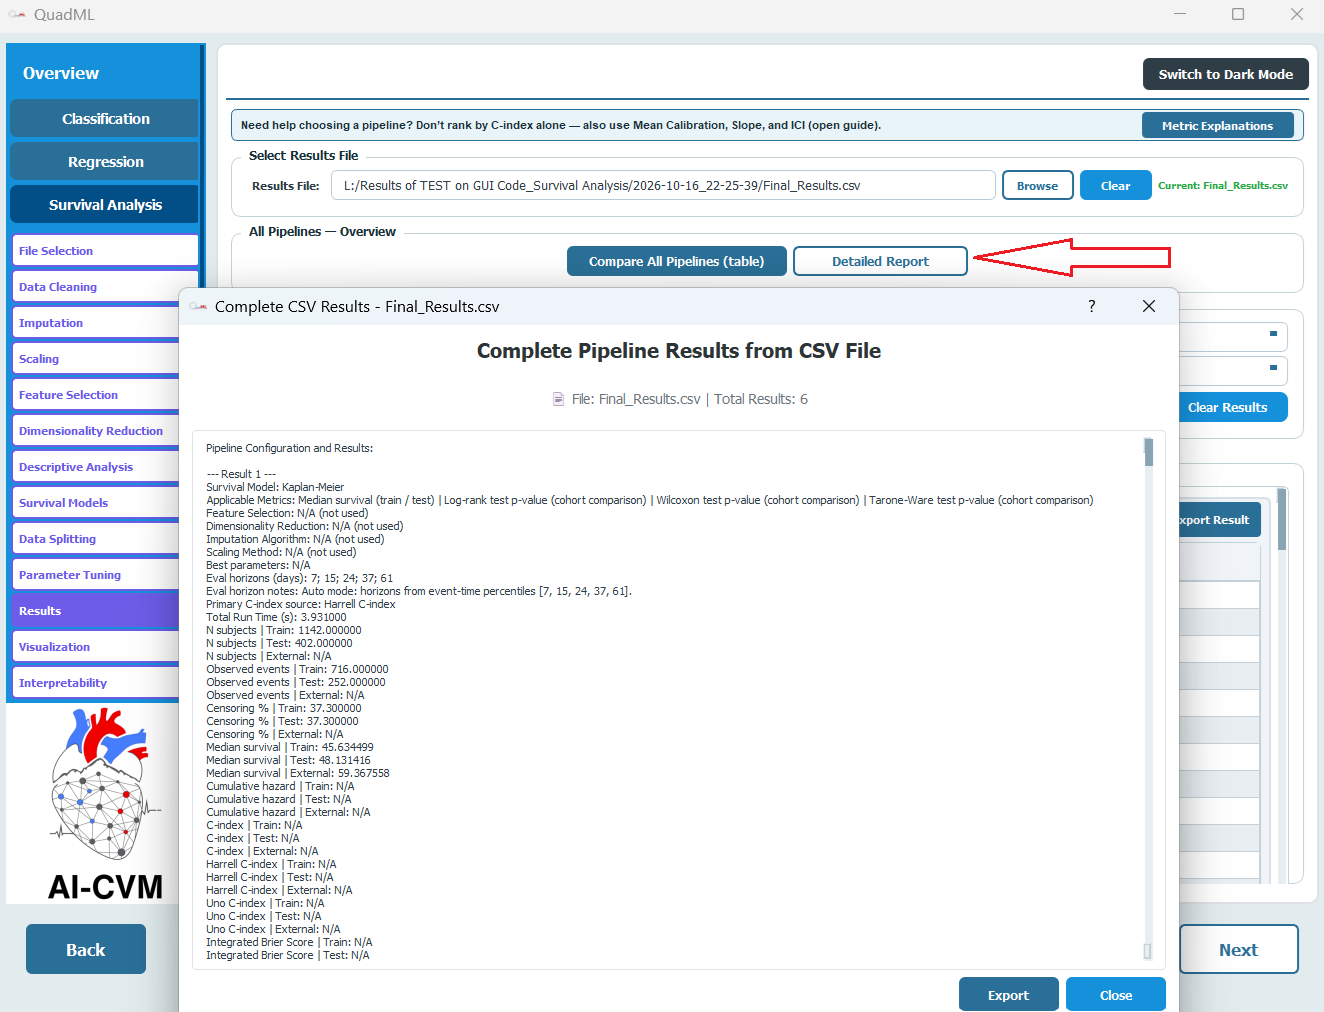 QuadML
Overview
Classification
Regression
Survival Analysis
File Selection
Data Cleaning
Imputation
Scaling
Feature Selection
Dimensionality Reduction
Descriptive Analysis
Survival Models
Data Splitting
Parameter Tuning
Results
Visualization
Interpretability
AI-CVM
Back
Switch to Dark Mode
Need help choosing a pipeline? Don't rank by C-index alone — also use Mean Calibration, Slope, and ICI (open guide).
Metric Explanations
Select Results File
Results File: L:/Results of TEST on GUI Code_Survival Analysis/2026-10-16_22-25-39/Final_Results.csv Browse Clear Current: Final_Results.csv
All Pipelines — Overview
Compare All Pipelines (table) Detailed Report
Clear Results
xport Result
Complete CSV Results - Final_Results.csv ?
Complete Pipeline Results from CSV File
File: Final_Results.csv | Total Results: 6
Pipeline Configuration and Results:
--- Result 1 ---
Survival Model: Kaplan-Meier
Applicable Metrics: Median survival (train / test) | Log-rank test p-value (cohort comparison) | Wilcoxon test p-value (cohort comparison) | Tarone-Ware test p-value (cohort comparison)
Feature Selection: N/A (not used)
Dimensionality Reduction: N/A (not used)
Imputation Algorithm: N/A (not used)
Scaling Method: N/A (not used)
Best parameters: N/A
Eval horizons (days): 7; 15; 24; 37; 61
Eval horizon notes: Auto mode: horizons from event-time percentiles [7, 15, 24, 37, 61].
Primary C-index source: Harrell C-index
Total Run Time (s): 3.931000
N subjects | Train: 1142.000000
N subjects | Test: 402.000000
N subjects | External: N/A
Observed events | Train: 716.000000
Observed events | Test: 252.000000
Observed events | External: N/A
Censoring % | Train: 37.300000
Censoring % | Test: 37.300000
Censoring % | External: N/A
Median survival | Train: 45.634499
Median survival | Test: 48.131416
Median survival | External: 59.367558
Cumulative hazard | Train: N/A
Cumulative hazard | Test: N/A
Cumulative hazard | External: N/A
C-index | Train: N/A
C-index | Test: N/A
C-index | External: N/A
Harrell C-index | Train: N/A
Harrell C-index | Test: N/A
Harrell C-index | External: N/A
Uno C-index | Train: N/A
Uno C-index | Test: N/A
Uno C-index | External: N/A
Integrated Brier Score | Train: N/A
Integrated Brier Score | Test: N/A
Export Close
Next